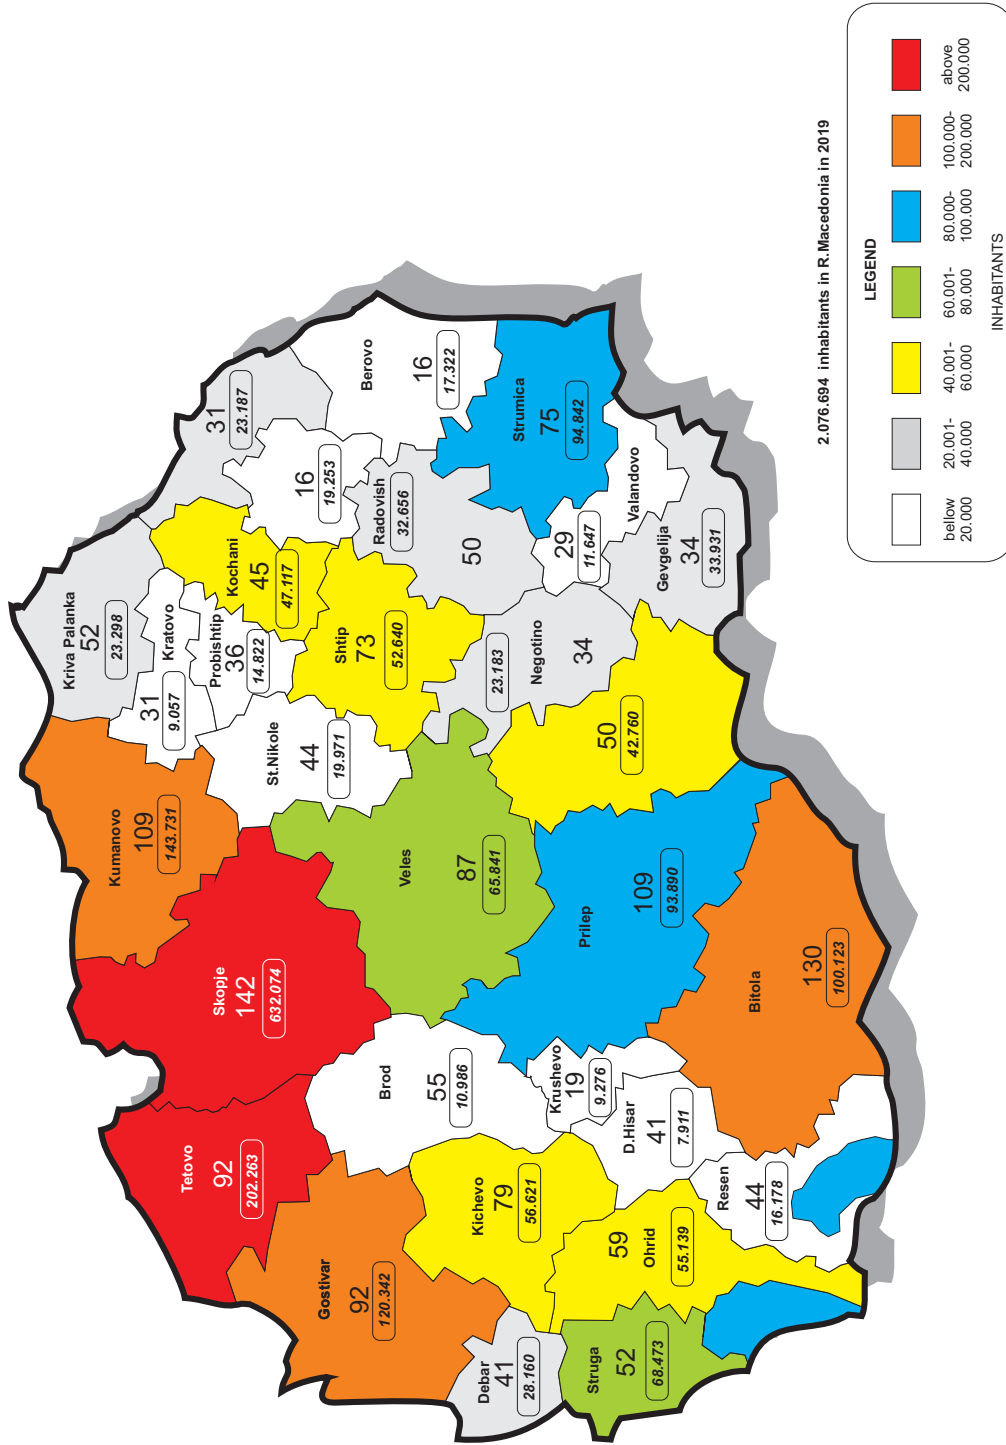 Tetovo
92
202.263
Skopje
142
632.074
Kumanovo
109
143.731
Kriva Palanka
52
23.298
Kratovo
31
9.057
Probishtip
36
14.822
Kochani
45
47.117
31
23.187
Gostivar
92
120.342
Brod
55
10.986
Veles
87
65.841
St.Nikole
44
19.971
Shtip
73
52.640
16
19.253
Berovo
16
17.322
Radovish
32.656
50
Debar
41
28.160
Kichevo
79
56.621
Krushevo
19
9.276
Prilep
109
93.890
Negotino
23.183
34
50
42.760
Strumica
75
94.842
Valandovo
29
11.647
Gevgelija
34
33.931
Struga
52
68.473
59
Ohrid
55.139
D.Hisar
41
7.911
Resen
44
16.178
Bitola
130
100.123
2.076.694 inhabitants in R.Macedonia in 2019
LEGEND
bellow
20.000
20.001-
40.000
40.001-
60.000
60.001-
80.000
80.000-
100.000
100.000-
200.000
above
200.000
INHABITANTS